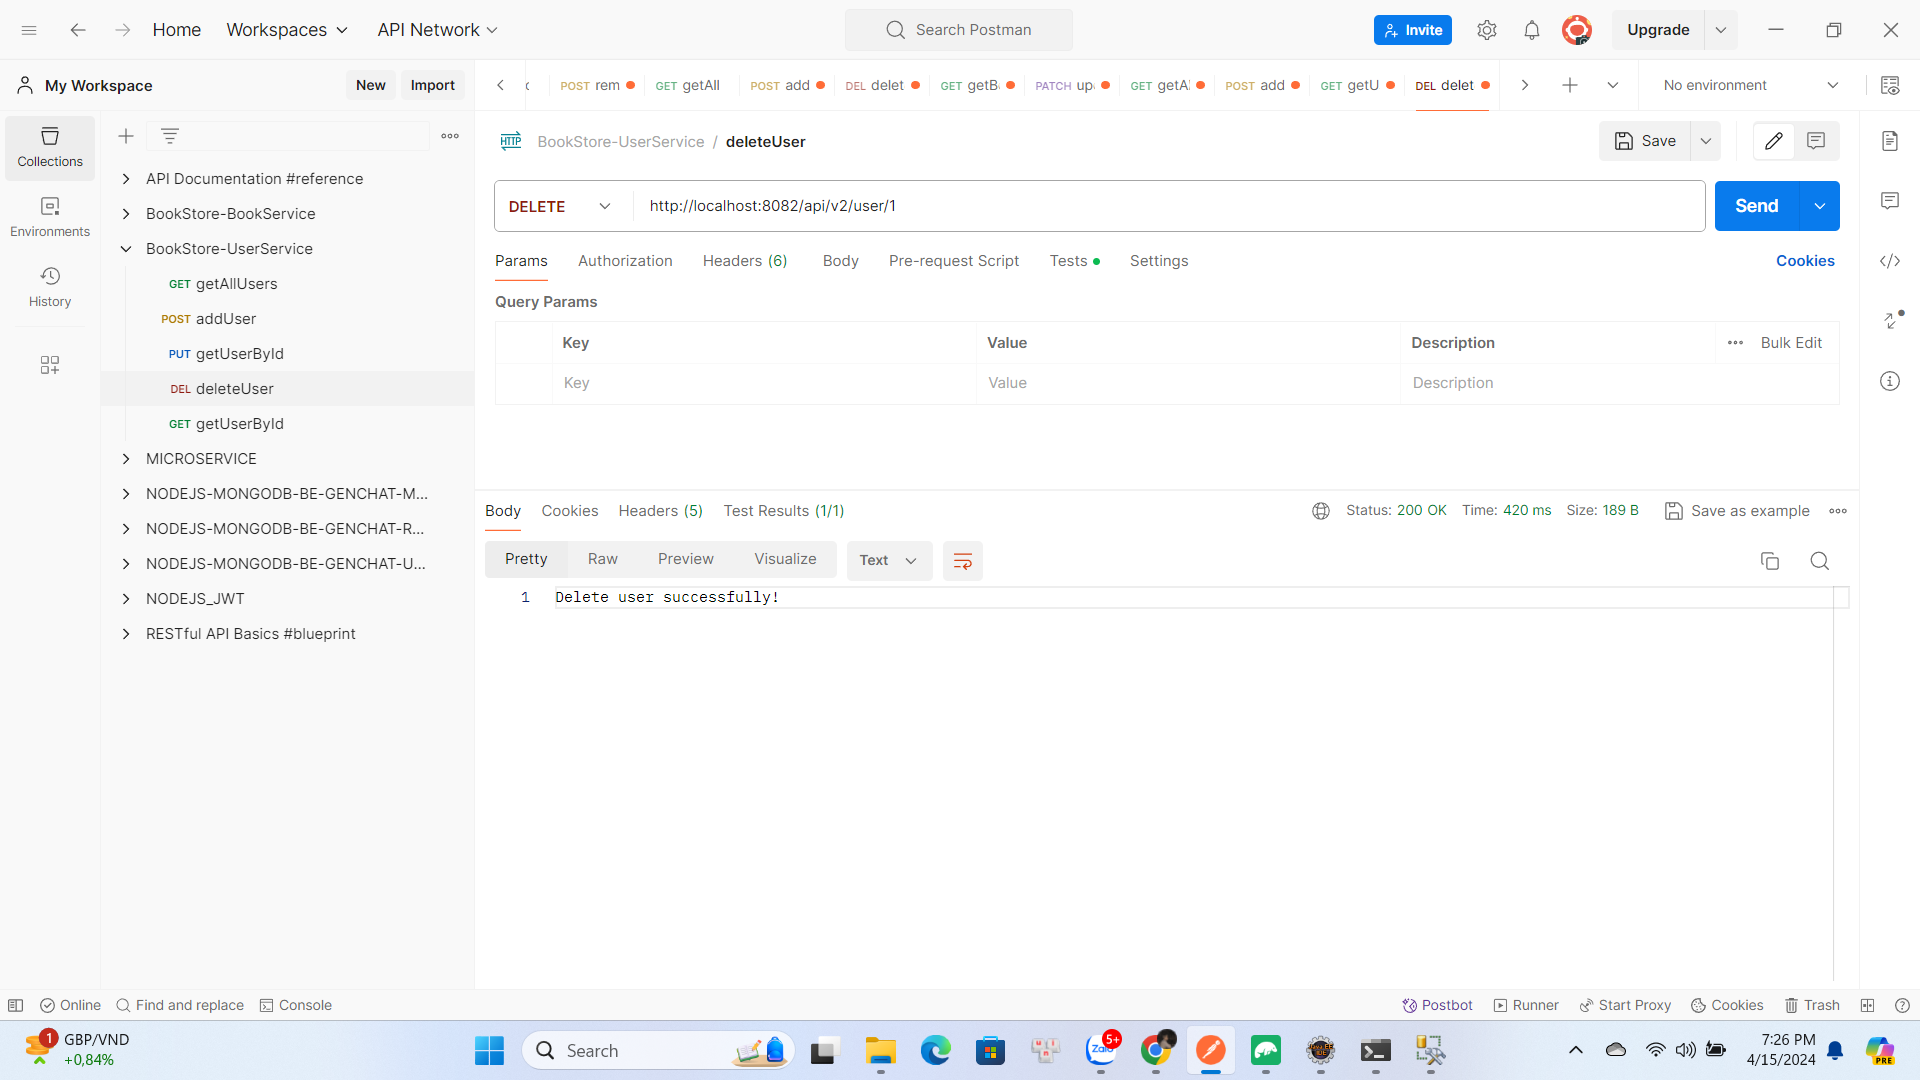 Home
Workspaces
API Network
Search Postman
Invite
Upgrade
My Workspace
New
Import
POST rem
GET getAll
POST add
DEL delet
GET getB
PATCH up
GET getA
POST add
GET getU
DEL delet
No environment
Collections
Environments
History
API Documentation #reference
BookStore-BookService
BookStore-UserService
GET getAllUsers
POST addUser
PUT getUserById
DEL deleteUser
GET getUserById
MICROSERVICE
NODEJS-MONGODB-BE-GENCHAT-M...
NODEJS-MONGODB-BE-GENCHAT-R...
NODEJS-MONGODB-BE-GENCHAT-U...
NODEJS_JWT
RESTful API Basics #blueprint
HTTP BookStore-UserService / deleteUser
Save
DELETE
http://localhost:8082/api/v2/user/1
Send
Params
Authorization
Headers (6)
Body
Pre-request Script
Tests
Settings
Cookies
Query Params
Key
Value
Description
Bulk Edit
Key
Value
Description
Body
Cookies
Headers (5)
Test Results (1/1)
Status: 200 OK
Time: 420 ms
Size: 189 B
Save as example
Pretty
Raw
Preview
Visualize
Text
1
Delete user successfully!
Online
Find and replace
Console
Postbot
Runner
Start Proxy
Cookies
Trash
1
GBP/VND
+0,84%
Search
Zalo
5+
PRE
7:26 PM
4/15/2024